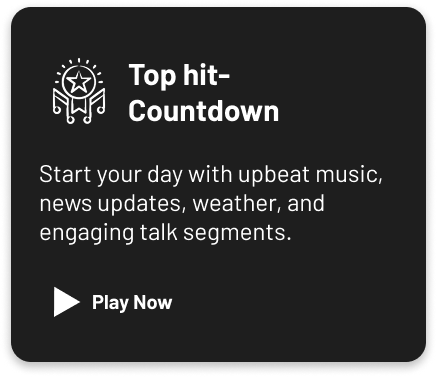 Top hit-
Countdown
Start your day with upbeat music,
news updates, weather, and
engaging talk segments.
Play Now